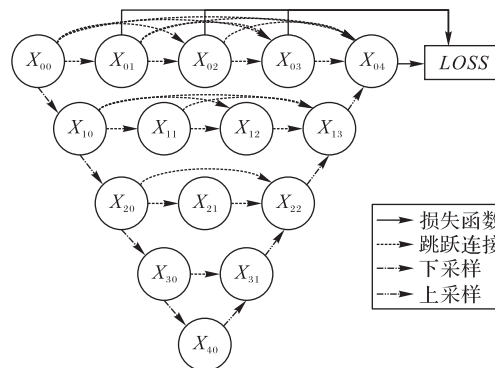 X₀₀ X₀₁ X₀₂ X₀₃ X₀₄ LOSS
X₁₀ X₁₁ X₁₂ X₁₃
X₂₀ X₂₁ X₂₂
X₃₀ X₃₁
X₄₀
损失函数
跳跃连接
下采样
上采样